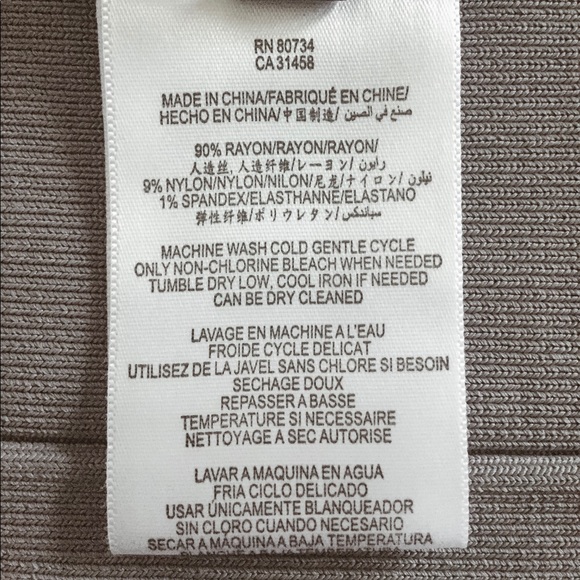 RN 80734
CA 31458
MADE IN CHINA/FABRIQUÉ EN CHINE/
HECHO EN CHINA/中国制造/صنع في الصين
90% RAYON/RAYON/RAYON/
人造丝, 人造纤维/レーヨン/رايون
9% NYLON/NYLON/NILON/尼龙/ナイロン/نيلون
1% SPANDEX/ELASTHANNE/ELASTANO
弹性纤维/ポリウレタン/سباندكس
MACHINE WASH COLD GENTLE CYCLE
ONLY NON-CHLORINE BLEACH WHEN NEEDED
TUMBLE DRY LOW, COOL IRON IF NEEDED
CAN BE DRY CLEANED
LAVAGE EN MACHINE A L'EAU
FROIDE CYCLE DELICAT
UTILISEZ DE LA JAVEL SANS CHLORE SI BESOIN
SECHAGE DOUX
REPASSER A BASSE
TEMPERATURE SI NECESSAIRE
NETTOYAGE A SEC AUTORISE
LAVAR A MAQUINA EN AGUA
FRIA CICLO DELICADO
USAR ÚNICAMENTE BLANQUEADOR
SIN CLORO CUANDO NECESARIO
SECAR A MÁQUINA A BAJA TEMPERATURA